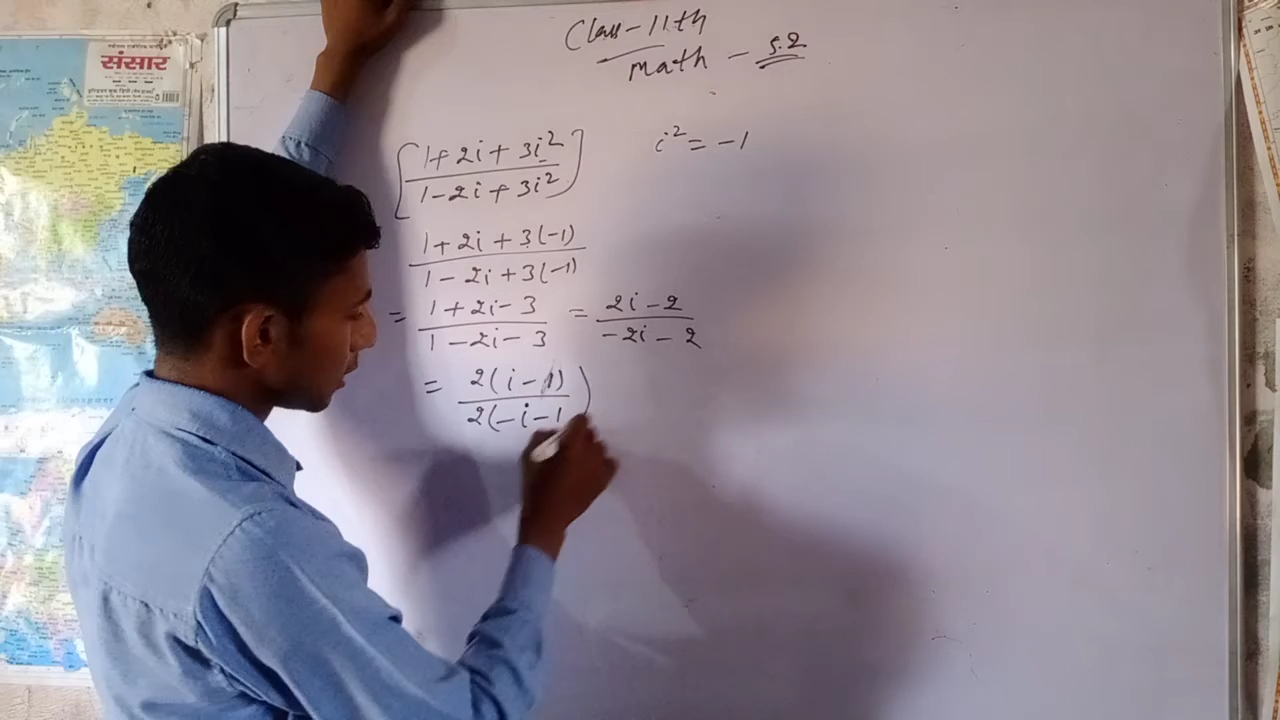 संसार
Class-11th
math - 5.2
[1+2i+3i²/1-2i+3i²] i² = -1
1+2i+3(-1)/1-2i+3(-1)
= 1+2i-3/1-2i-3 = 2i-2/-2i-2
= 2(i-1)/2(-i-1)